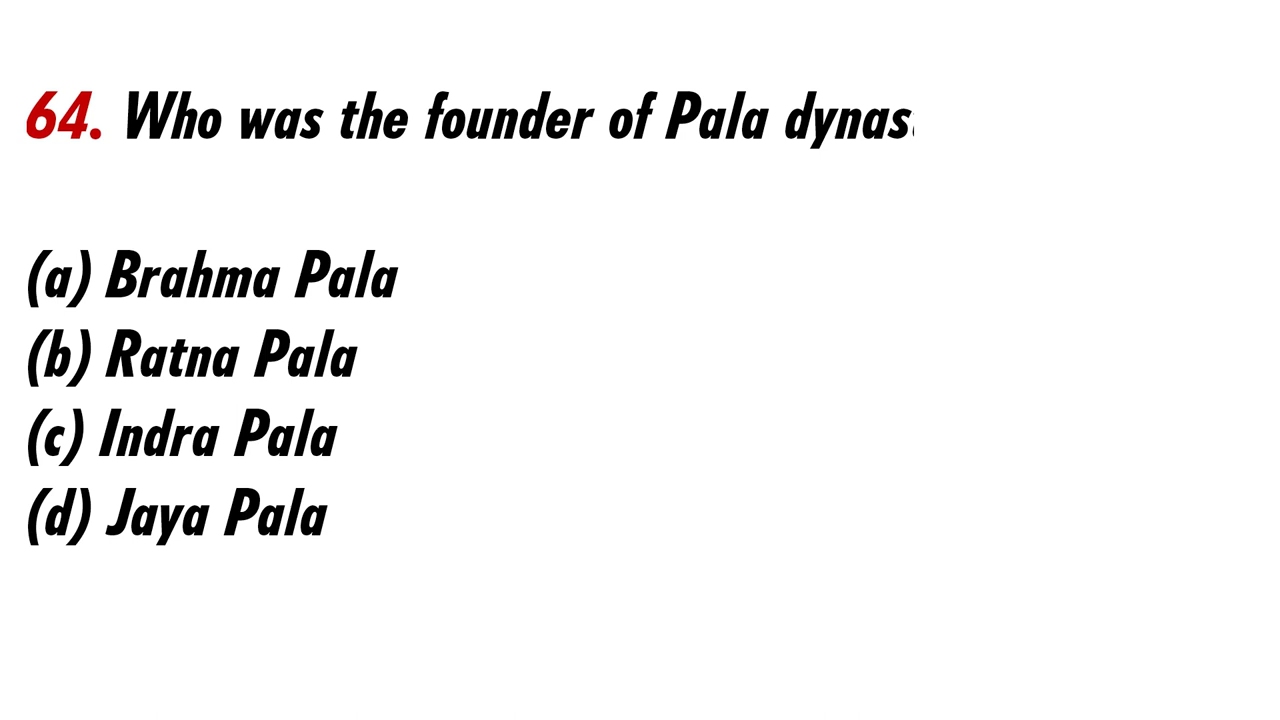 64. Who was the founder of Pala dynas
(a) Brahma Pala
(b) Ratna Pala
(c) Indra Pala
(d) Jaya Pala